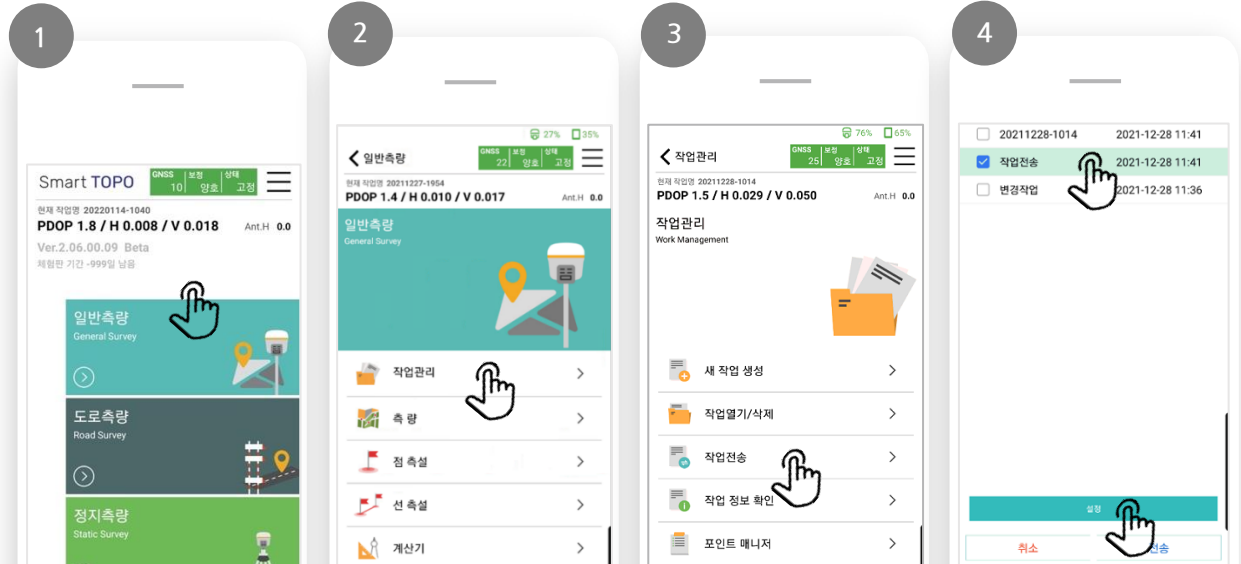 1
Smart TOPO
GNSS 보정 상태
10 양호 고정
현재 작업명 20220114-1040
PDOP 1.8 / H 0.008 / V 0.018 Ant.H 0.0
Ver.2.06.00.09 Beta
체험판 기간 -999일 남음
일반측량
General Survey
도로측량
Road Survey
정지측량
Static Survey
2
27% 35%
일반측량
GNSS 보정 상태
22 양호 고정
현재 작업명 20211227-1954
PDOP 1.4 / H 0.010 / V 0.017 Ant.H 0.0
일반측량
General Survey
작업관리
측 량
점 측설
선 측설
계산기
3
76% 65%
작업관리
GNSS 보정 상태
25 양호 고정
현재 작업명 20211228-1014
PDOP 1.5 / H 0.029 / V 0.050 Ant.H 0.0
작업관리
Work Management
새 작업 생성
작업열기/삭제
작업전송
작업 정보 확인
포인트 매니저
4
20211228-1014 2021-12-28 11:41
작업전송 2021-12-28 11:41
변경작업 2021-12-28 11:36
설정
취소 전송